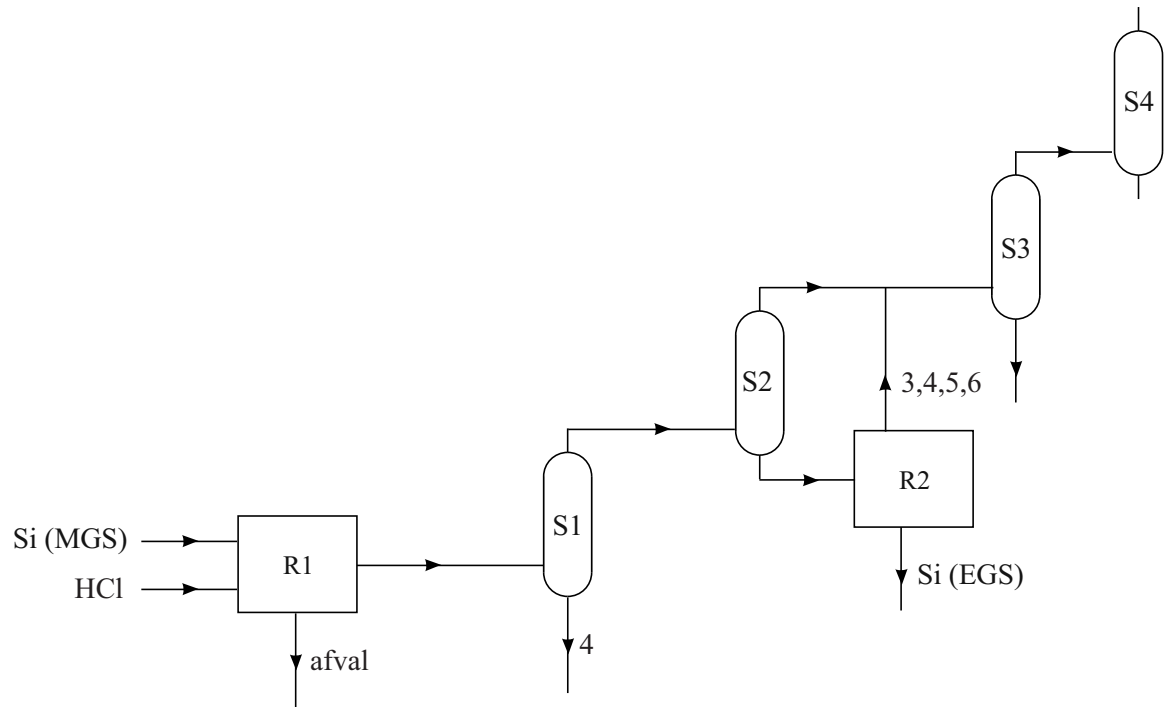 S4
S3
S2
3,4,5,6
R2
S1
Si (MGS)
R1
HCl
Si (EGS)
4
afval